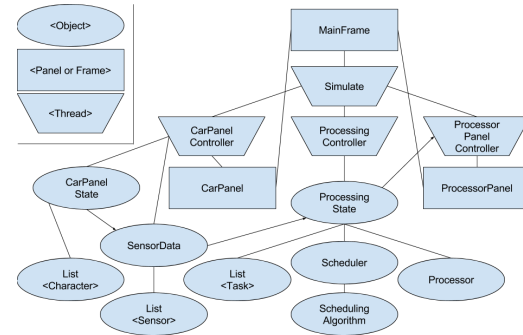 <Object>
<Panel or Frame>
<Thread>
MainFrame
Simulate
CarPanel
Controller
Processing
Controller
Processor
Panel
Controller
CarPanel
State
CarPanel
Processing
State
ProcessorPanel
SensorData
List
<Character>
List
<Task>
Scheduler
Processor
List
<Sensor>
Scheduling
Algorithm